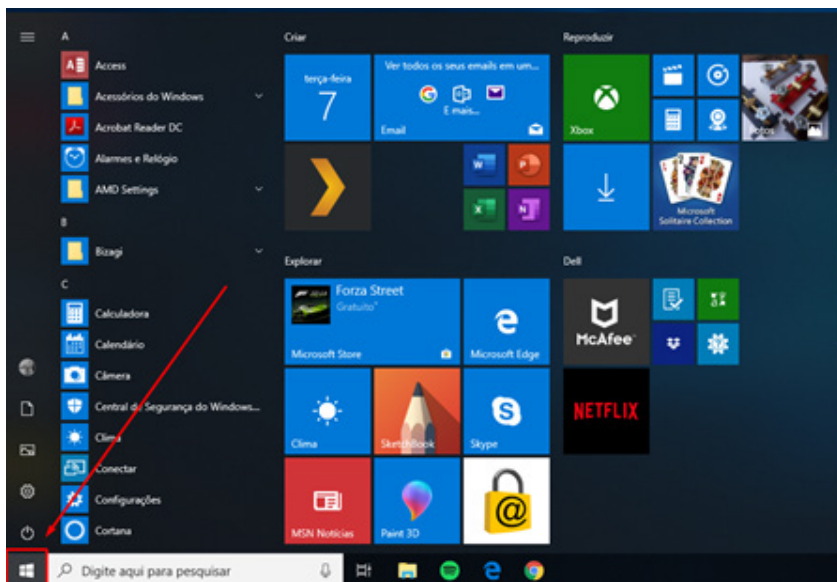 A
Access
Acessórios do Windows
Acrobat Reader DC
Alarmes e Relógio
AMD Settings
B
Bizagi
C
Calculadora
Calendário
Câmera
Central de Segurança do Windows...
Clima
Conectar
Configurações
Cortana
Criar
terça-feira
7
Ver todos os seus emails em um...
E mais...
Email
Explorar
Forza Street
Gratuito*
Microsoft Store
Microsoft Edge
Clima
SketchBook
Skype
MSN Notícias
Paint 3D
Reproduzir
Xbox
Fotos
Microsoft
Solitaire Collection
Dell
McAfee
NETFLIX
Digite aqui para pesquisar